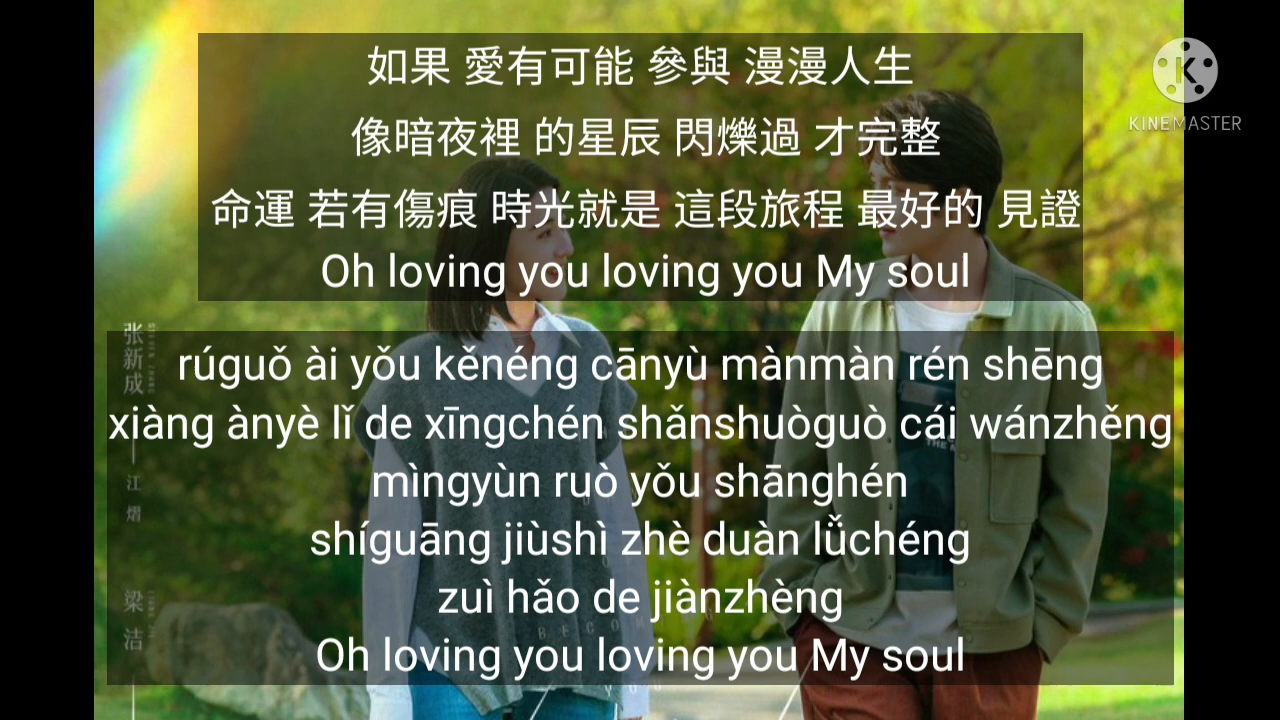 如果 愛有可能 參與 漫漫人生
像暗夜裡 的星辰 閃爍過 才完整
命運 若有傷痕 時光就是 這段旅程 最好的 見證
Oh loving you loving you My soul
rúguǒ ài yǒu kěnéng cānyù mànmàn rén shēng
xiàng ànyè lǐ de xīngchén shǎnshuòguò cái wánzhěng
mìngyùn ruò yǒu shānghén
shíguāng jiùshì zhè duàn lǚchéng
zuì hǎo de jiànzhèng
Oh loving you loving you My soul
KINEMASTER
张新成
江熠
梁洁